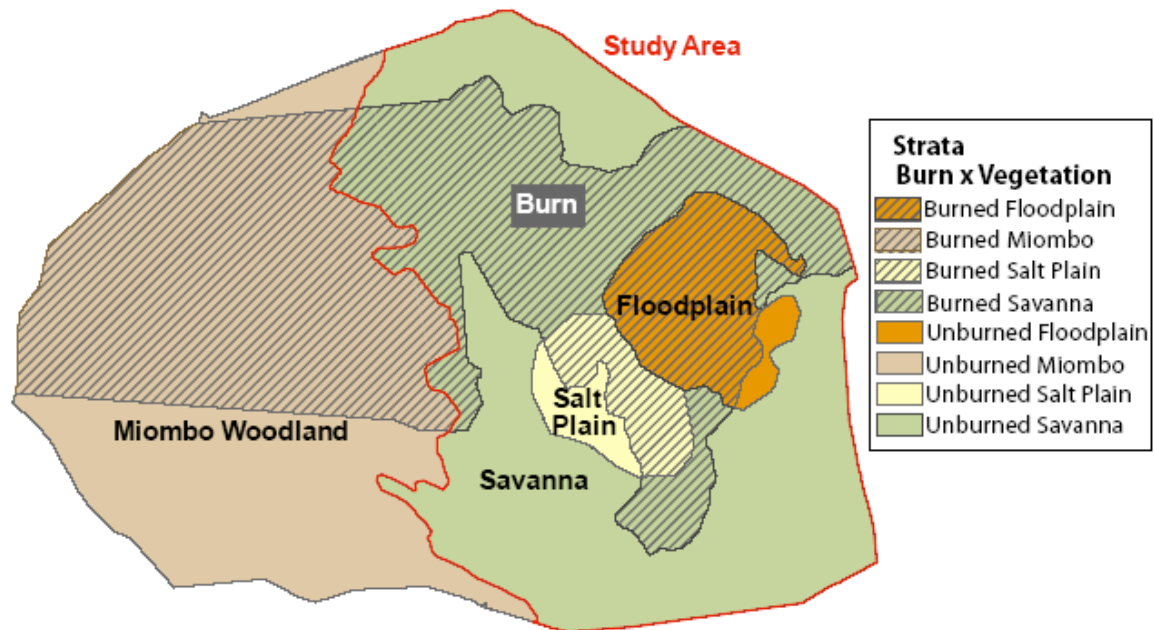 Study Area
Burn
Floodplain
Salt
Plain
Miombo Woodland
Savanna
Strata
Burn x Vegetation
Burned Floodplain
Burned Miombo
Burned Salt Plain
Burned Savanna
Unburned Floodplain
Unburned Miombo
Unburned Salt Plain
Unburned Savanna